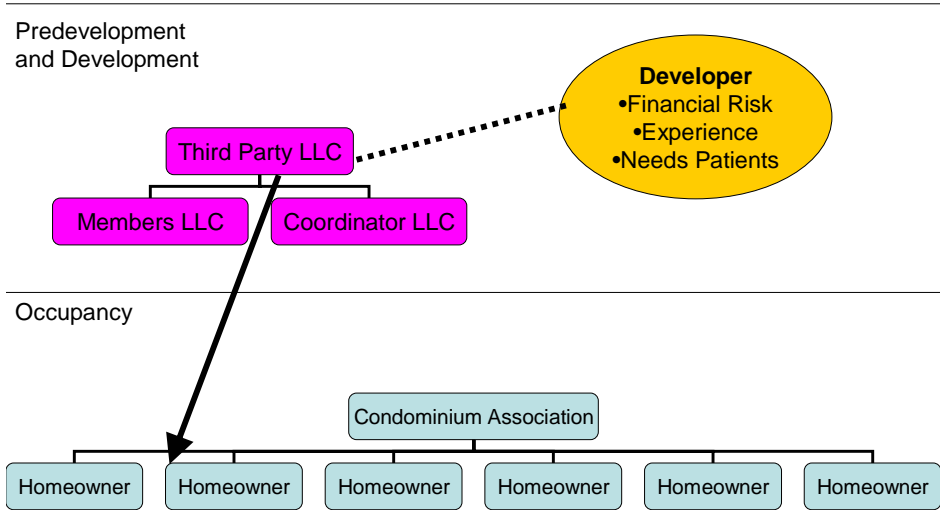 Predevelopment
and Development
Developer
•Financial Risk
•Experience
•Needs Patients
Third Party LLC
Members LLC
Coordinator LLC
Occupancy
Condominium Association
Homeowner
Homeowner
Homeowner
Homeowner
Homeowner
Homeowner